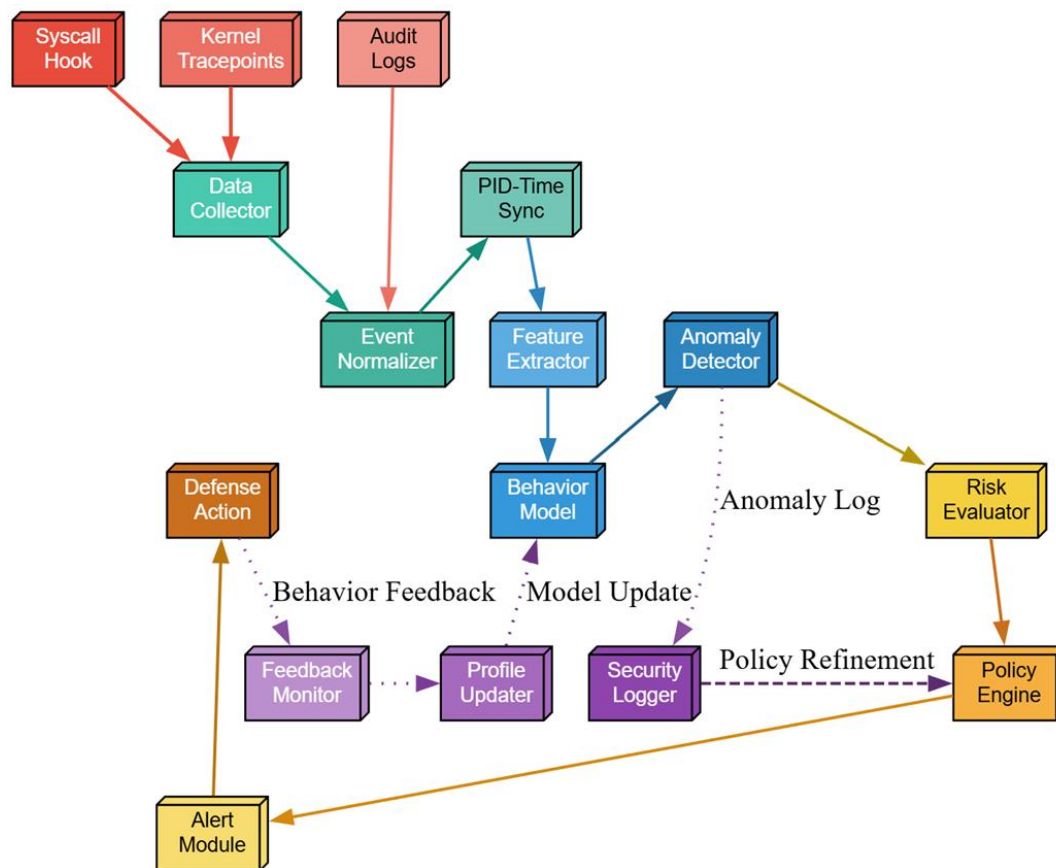 Syscall
Hook
Kernel
Tracepoints
Audit
Logs
Data
Collector
PID-Time
Sync
Event
Normalizer
Feature
Extractor
Anomaly
Detector
Defense
Action
Behavior
Model
Anomaly Log
Risk
Evaluator
Behavior Feedback
Model Update
Feedback
Monitor
Profile
Updater
Security
Logger
Policy Refinement
Policy
Engine
Alert
Module